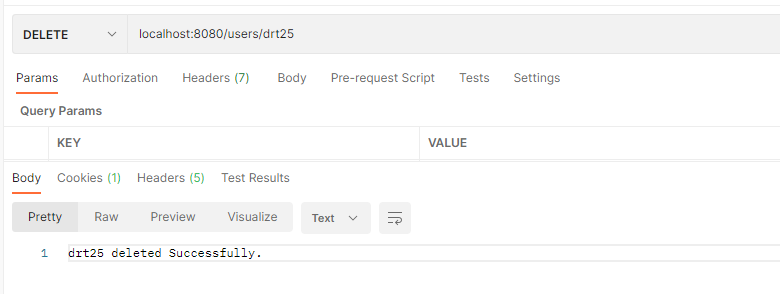 DELETE localhost:8080/users/drt25
Params Authorization Headers (7) Body Pre-request Script Tests Settings
Query Params
KEY VALUE
Body Cookies (1) Headers (5) Test Results
Pretty Raw Preview Visualize Text
1 drt25 deleted Successfully.